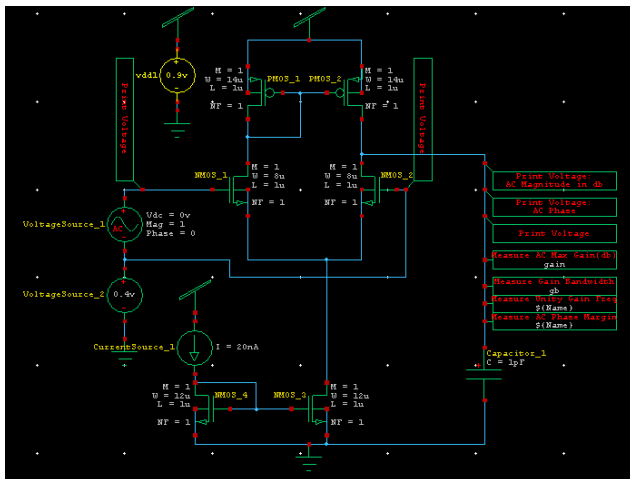 vdd1
0.9v
M = 1
W = 14u
L = 1u
NF = 1
PMOS_1
PMOS_2
M = 1
W = 14u
L = 1u
NF = 1
Print Voltage
Print Voltage
NMOS_1
M = 1
W = 8u
L = 1u
NF = 1
M = 1
W = 8u
L = 1u
NF = 1
NMOS_2
Print Voltage:
AC Magnitude in db
Print Voltage:
AC Phase
Print Voltage
Measure AC Max Gain(db)
gain
Measure Gain Bandwidth
gb
Measure Unity Gain Freq
${Name}
Measure AC Phase Margin
${Name}
VoltageSource_1
AC
Vdc = 0v
Mag = 1
Phase = 0
VoltageSource_2
0.4v
CurrentSource_1
I = 20nA
Capacitor_1
C = 1pF
M = 1
W = 12u
L = 1u
NF = 1
NMOS_4
NMOS_3
M = 1
W = 12u
L = 1u
NF = 1